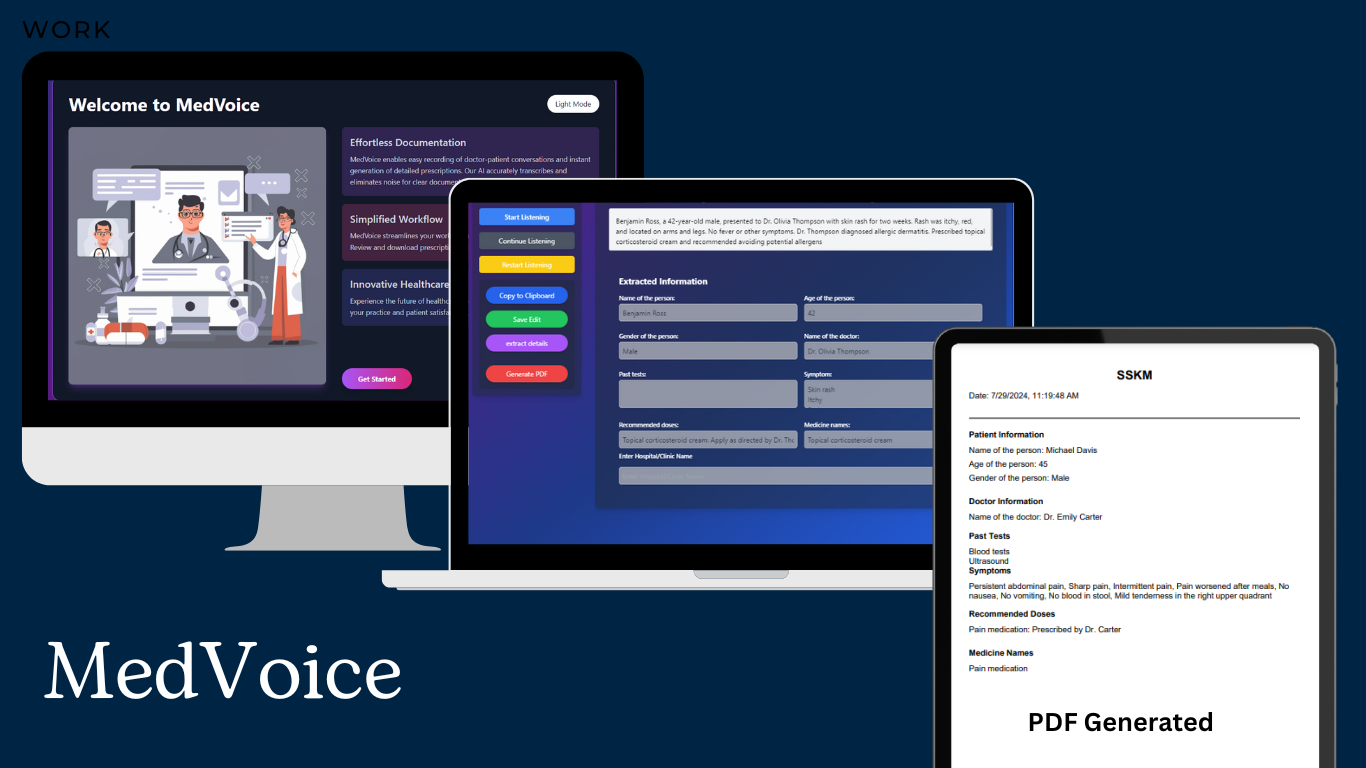 WORK
Welcome to MedVoice
Light Mode
Effortless Documentation
MedVoice enables easy recording of doctor-patient conversations and instant
generation of detailed prescriptions. Our AI accurately transcribes and
eliminates noise for clear
Simplified Workflow
MedVoice streamlines your
Review and download
Innovative Healthcare
Experience the future of
your practice and patient
Get Started
Start Listening
Continue Listening
Restart Listening
Copy to Clipboard
Save Edit
extract details
Generate PDF
Benjamin Ross, a 42-year-old male, presented to Dr. Olivia Thompson with skin rash for two weeks. Rash was itchy, red,
and located on arms and legs. No fever or other symptoms. Dr. Thompson diagnosed allergic dermatitis. Prescribed topical
corticosteroid cream and recommended avoiding potential allergens
Extracted Information
Name of the person:
Benjamin Ross
Age of the person:
42
Gender of the person:
Male
Name of the doctor:
Dr. Olivia Thompson
Past tests:
Symptom:
Skin rash
Itchy
Recommended doses:
Topical corticosteroid cream: Apply as directed by Dr.
Medicine names:
Topical corticosteroid cream
Enter Hospital/Clinic Name
SSKM
Date: 7/29/2024, 11:19:48 AM
Patient Information
Name of the person: Michael Davis
Age of the person: 45
Gender of the person: Male
Doctor Information
Name of the doctor: Dr. Emily Carter
Past Tests
Blood tests
Ultrasound
Symptoms
Persistent abdominal pain, Sharp pain, Intermittent pain, Pain worsened after meals, No
nausea, No vomiting, No blood in stool, Mild tenderness in the right upper quadrant
Recommended Doses
Pain medication: Prescribed by Dr. Carter
Medicine Names
Pain medication
PDF Generated
MedVoice